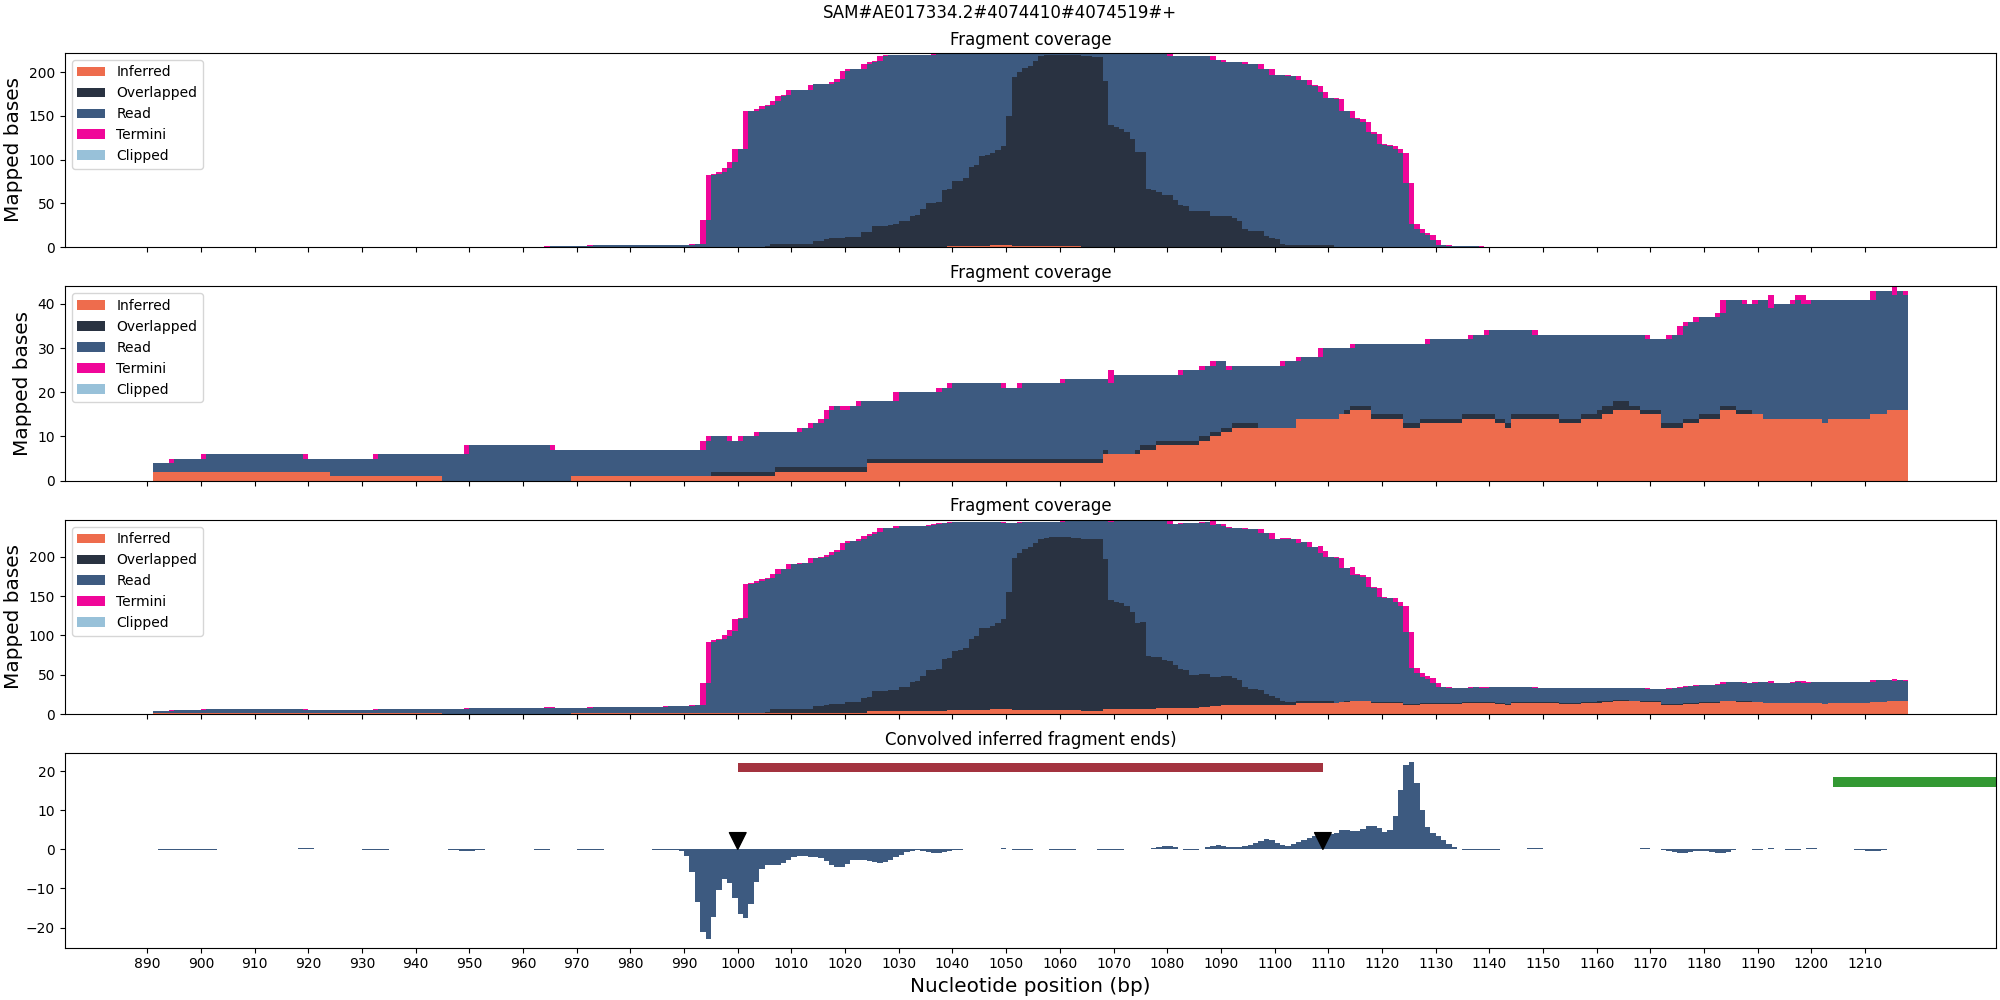 SAM#AE017334.2#4074410#4074519#+
Fragment coverage
Mapped bases
200
150
100
50
0
Inferred
Overlapped
Read
Termini
Clipped
Fragment coverage
Mapped bases
40
30
20
10
0
Inferred
Overlapped
Read
Termini
Clipped
Fragment coverage
Mapped bases
200
150
100
50
0
Inferred
Overlapped
Read
Termini
Clipped
Convolved inferred fragment ends)
20
10
0
−10
−20
890 900 910 920 930 940 950 960 970 980 990 1000 1010 1020 1030 1040 1050 1060 1070 1080 1090 1100 1110 1120 1130 1140 1150 1160 1170 1180 1190 1200 1210
Nucleotide position (bp)